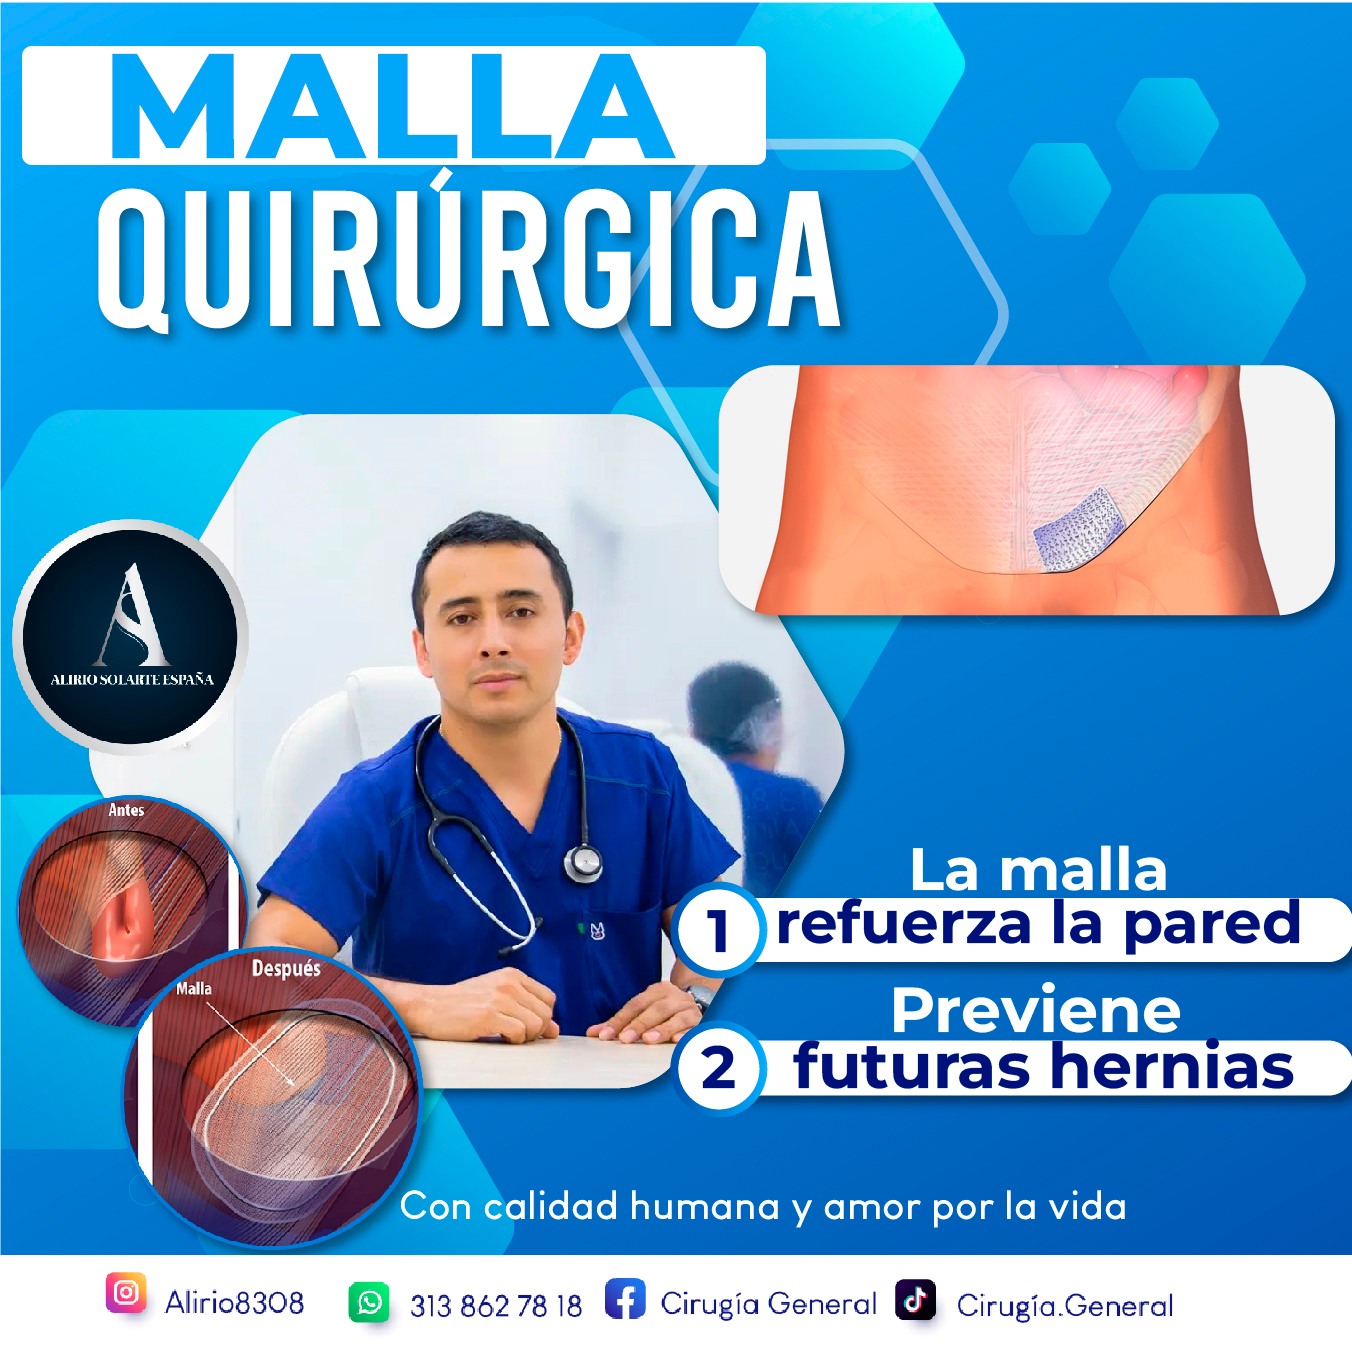 MALLA
QUIRÚRGICA
ALIRIO SOLARTE ESPAÑA
Antes
Después
Malla
La malla
1 refuerza la pared
Previene
2 futuras hernias
Con calidad humana y amor por la vida
Alirio8308
313 862 78 18
Cirugía General
Cirugía.General